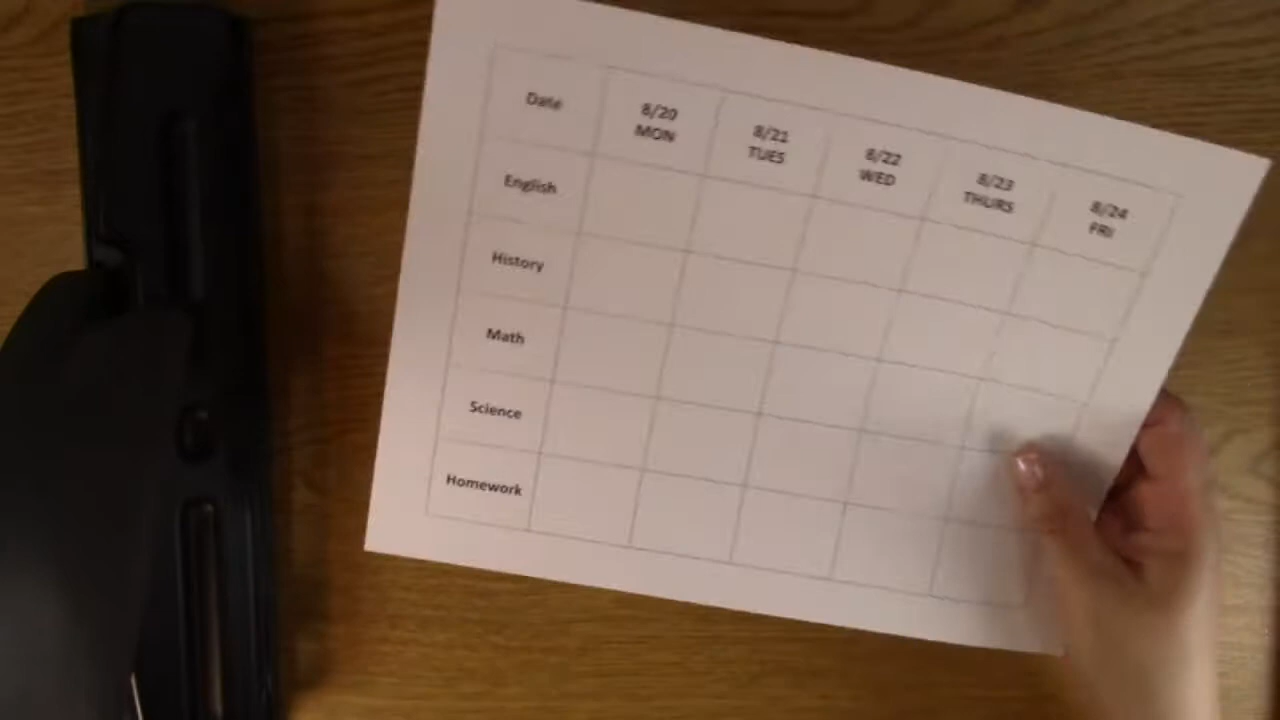 Date
8/20
MON
8/21
TUES
8/22
WED
8/23
THURS
8/24
FRI
English
History
Math
Science
Homework